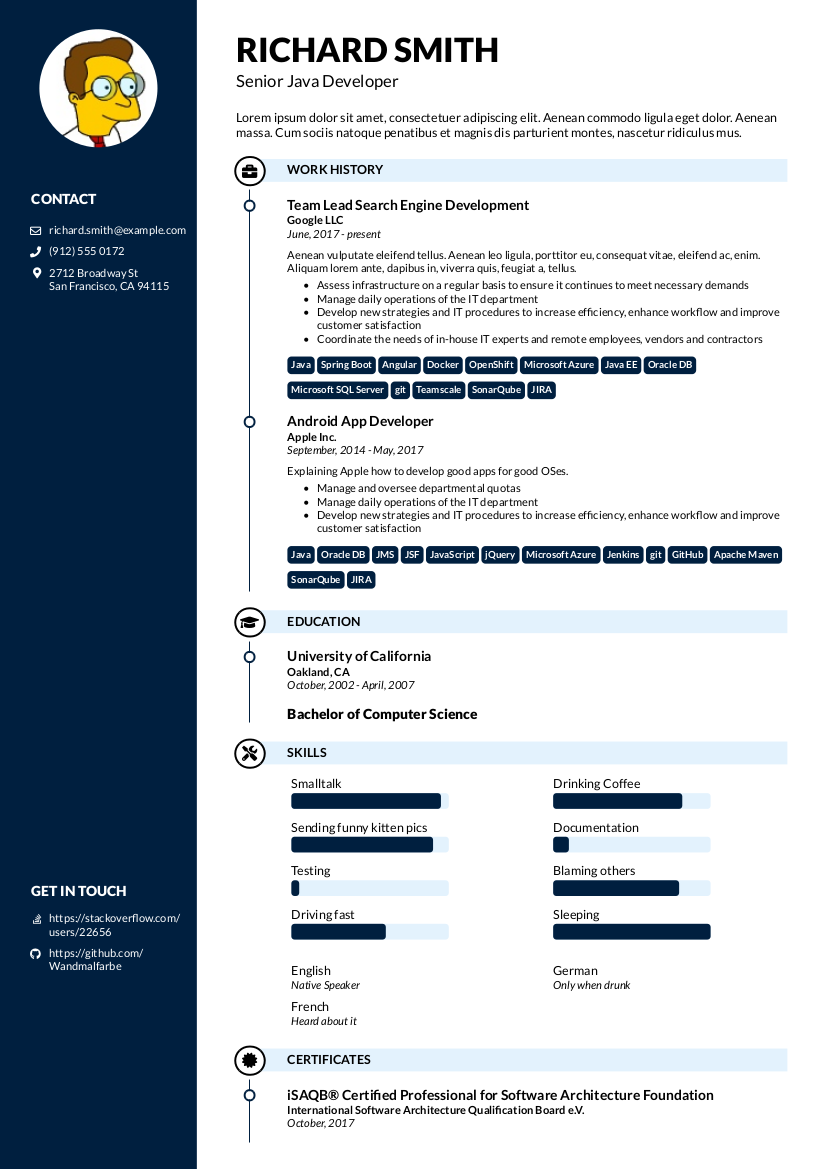 CONTACT
richard.smith@example.com
(912) 555 0172
2712 Broadway St
San Francisco, CA 94115
GET IN TOUCH
https://stackoverflow.com/
users/22656
https://github.com/
Wandmalfarbe
RICHARD SMITH
Senior Java Developer
Lorem ipsum dolor sit amet, consectetuer adipiscing elit. Aenean commodo ligula eget dolor. Aenean
massa. Cum sociis natoque penatibus et magnis dis parturient montes, nascetur ridiculus mus.
WORK HISTORY
Team Lead Search Engine Development
Google LLC
June, 2017 - present
Aenean vulputate eleifend tellus. Aenean leo ligula, porttitor eu, consequat vitae, eleifend ac, enim.
Aliquam lorem ante, dapibus in, viverra quis, feugiat a, tellus.
• Assess infrastructure on a regular basis to ensure it continues to meet necessary demands
• Manage daily operations of the IT department
• Develop new strategies and IT procedures to increase efficiency, enhance workflow and improve
customer satisfaction
• Coordinate the needs of in-house IT experts and remote employees, vendors and contractors
Java Spring Boot Angular Docker OpenShift Microsoft Azure Java EE Oracle DB
Microsoft SQL Server git Teamscale SonarQube JIRA
Android App Developer
Apple Inc.
September, 2014 - May, 2017
Explaining Apple how to develop good apps for good OSes.
• Manage and oversee departmental quotas
• Manage daily operations of the IT department
• Develop new strategies and IT procedures to increase efficiency, enhance workflow and improve
customer satisfaction
Java Oracle DB JMS JSF JavaScript jQuery Microsoft Azure Jenkins git GitHub Apache Maven
SonarQube JIRA
EDUCATION
University of California
Oakland, CA
October, 2002 - April, 2007
Bachelor of Computer Science
SKILLS
Smalltalk Drinking Coffee
Sending funny kitten pics Documentation
Testing Blaming others
Driving fast Sleeping
English German
Native Speaker Only when drunk
French
Heard about it
CERTIFICATES
iSAQB® Certified Professional for Software Architecture Foundation
International Software Architecture Qualification Board e.V.
October, 2017